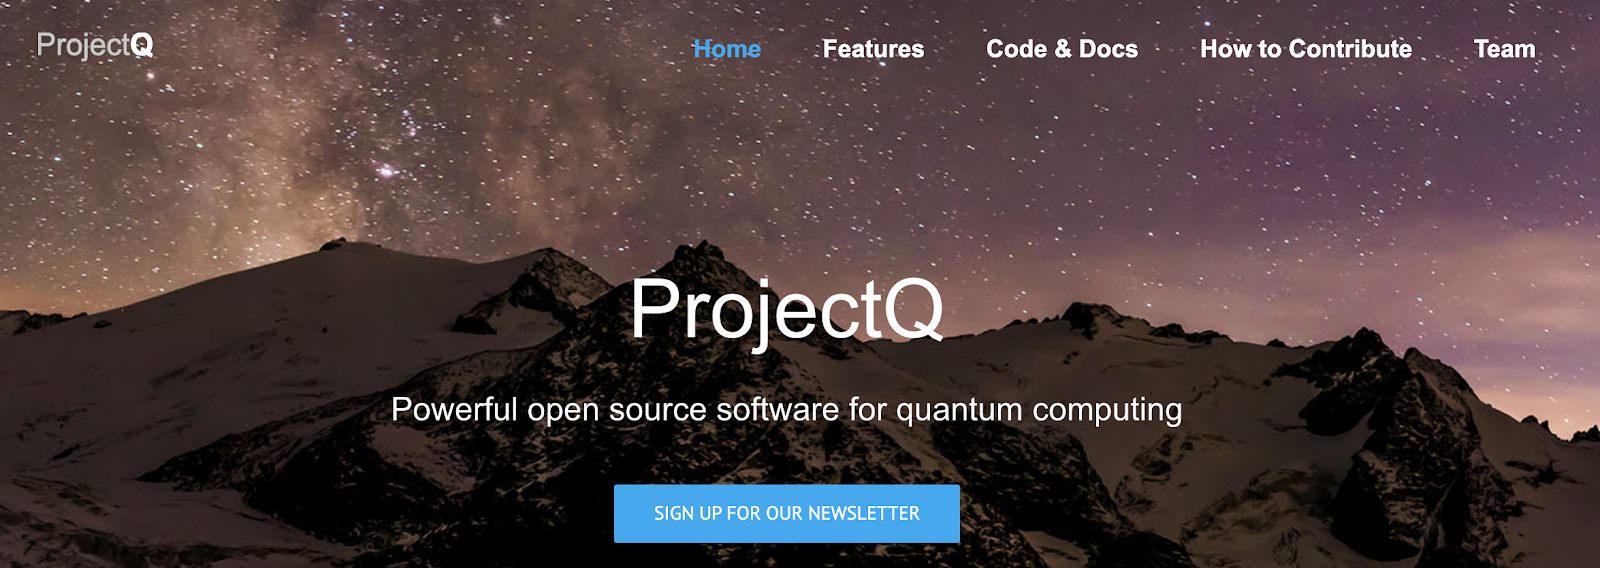 ProjectQ
Home Features Code & Docs How to Contribute Team
ProjectQ
Powerful open source software for quantum computing
SIGN UP FOR OUR NEWSLETTER